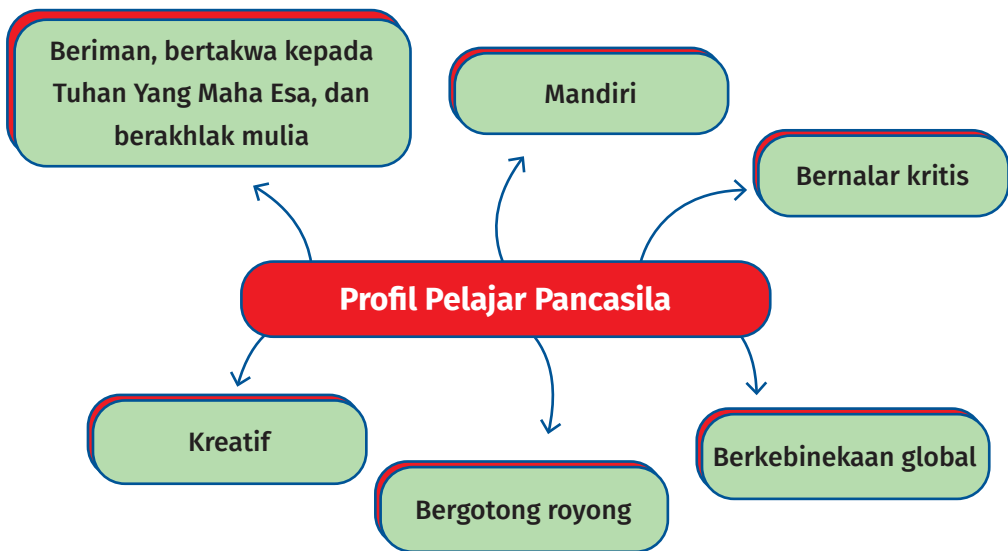 Beriman, bertakwa kepada
Tuhan Yang Maha Esa, dan
berakhlak mulia
Mandiri
Bernalar kritis
Profil Pelajar Pancasila
Kreatif
Bergotong royong
Berkebinekaan global